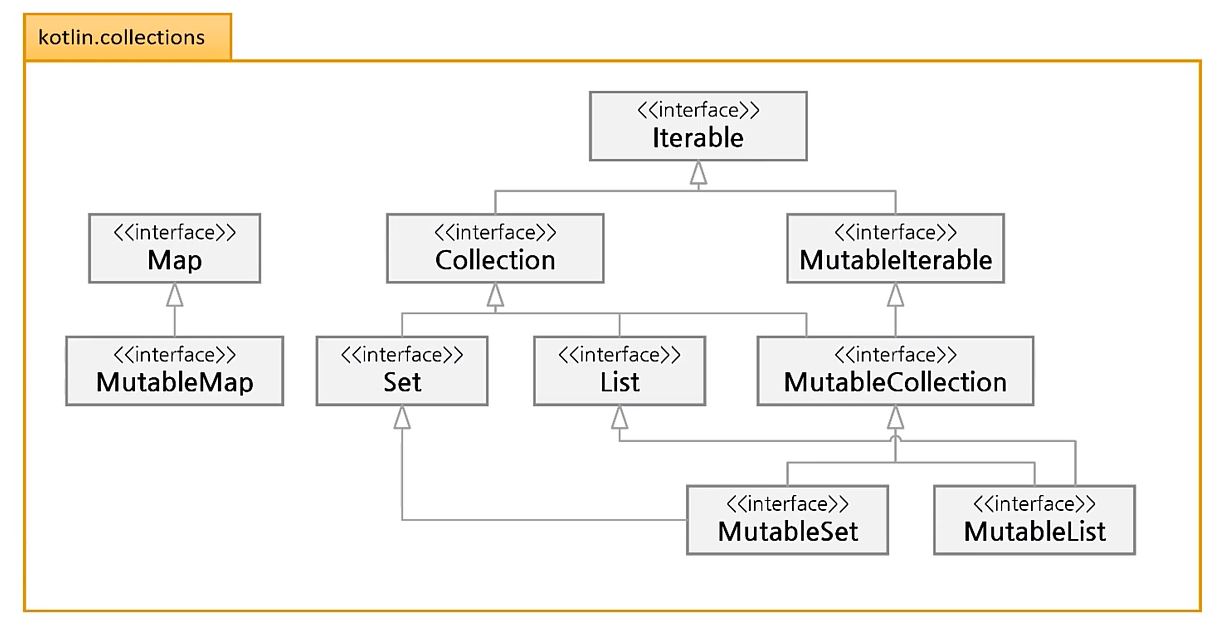 kotlin.collections
<<interface>>
Iterable
<<interface>>
Map
<<interface>>
Collection
<<interface>>
MutableIterable
<<interface>>
MutableMap
<<interface>>
Set
<<interface>>
List
<<interface>>
MutableCollection
<<interface>>
MutableSet
<<interface>>
MutableList